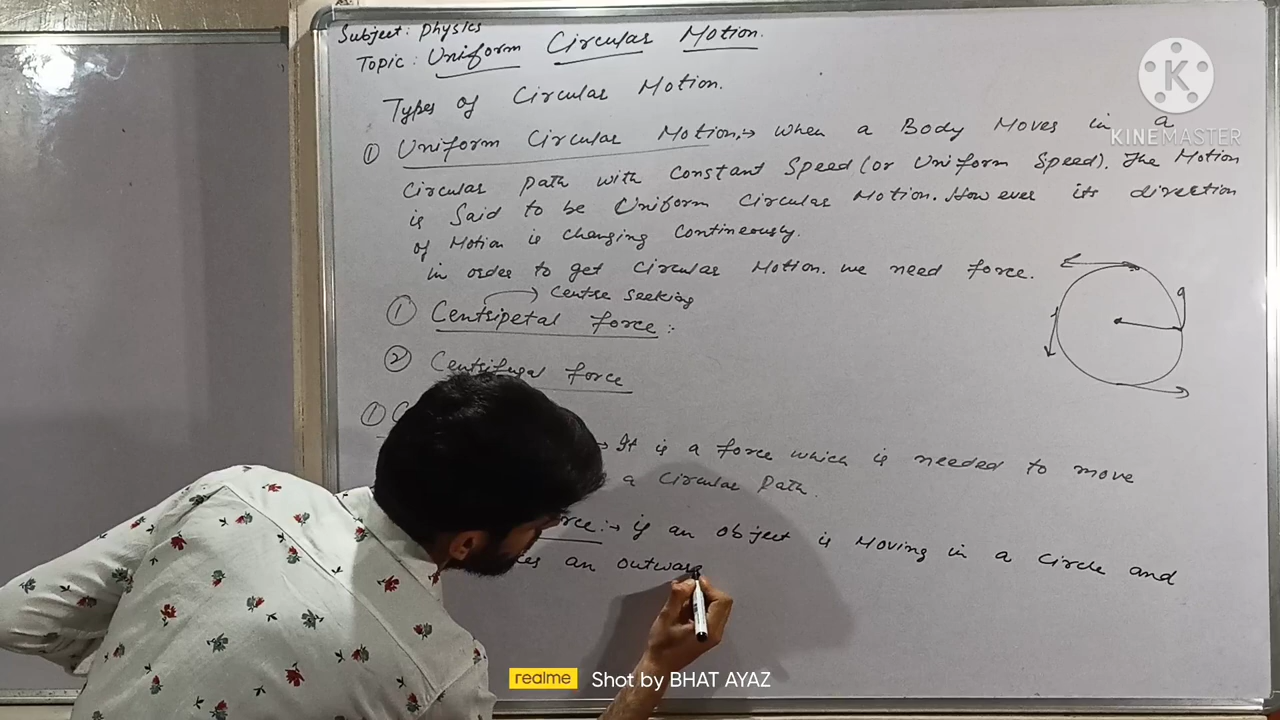 Subject: Physics
Topic: Uniform Circular Motion.
Types of Circular Motion.
① Uniform Circular Motion:→ When a Body Moves in a
Circular path with Constant Speed (or Uniform Speed). The Motion
is Said to be Uniform Circular Motion. However its direction
of Motion is changing Contineously.
in order to get Circular Motion. we need force.
→ Centre seeking
① Centripetal force:-
② Centrifugal force
① C
→ It is a force which is needed to move
a Circular Path.
:→ if an object is Moving in a Circle and
an outwar
K
KINEMASTER
realme Shot by BHAT AYAZ